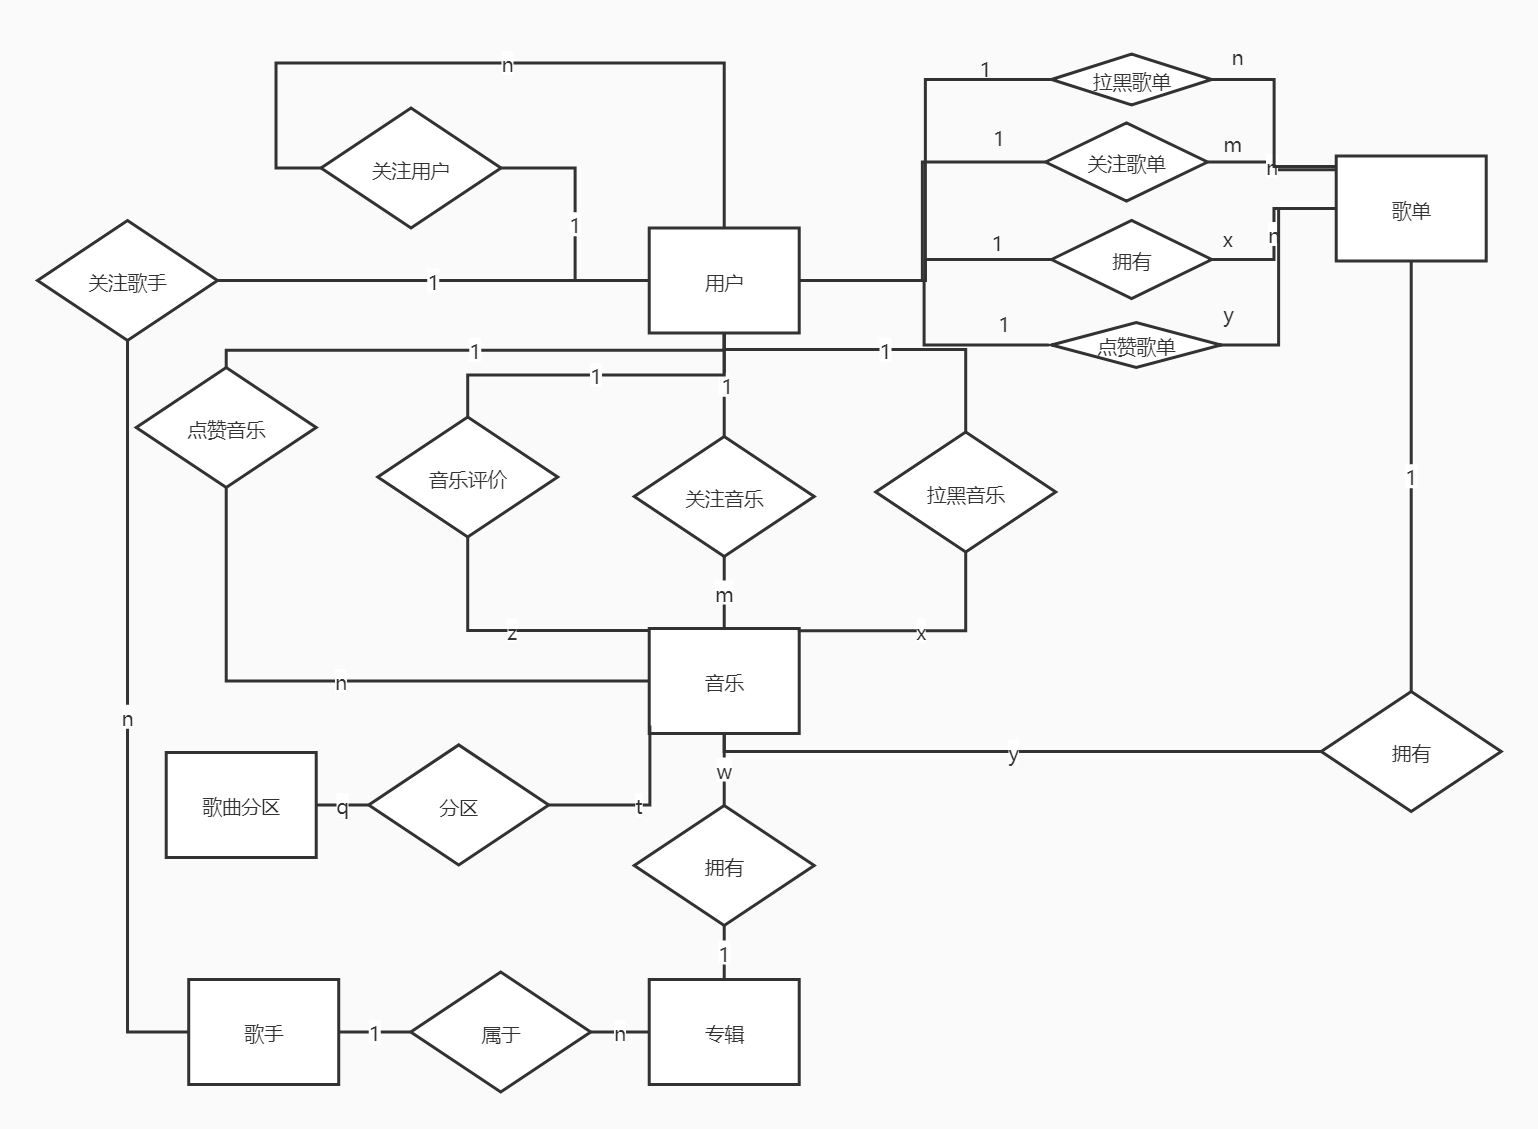 n
1
拉黑歌单
n
1
关注歌单
m
n
关注用户
1
歌单
1
拥有
x
n
关注歌手
1
用户
1
点赞歌单
y
1
1
1
1
点赞音乐
音乐评价
关注音乐
拉黑音乐
1
m
z
x
n
音乐
n
w
y
拥有
歌曲分区
q
分区
t
拥有
1
歌手
1
属于
n
专辑